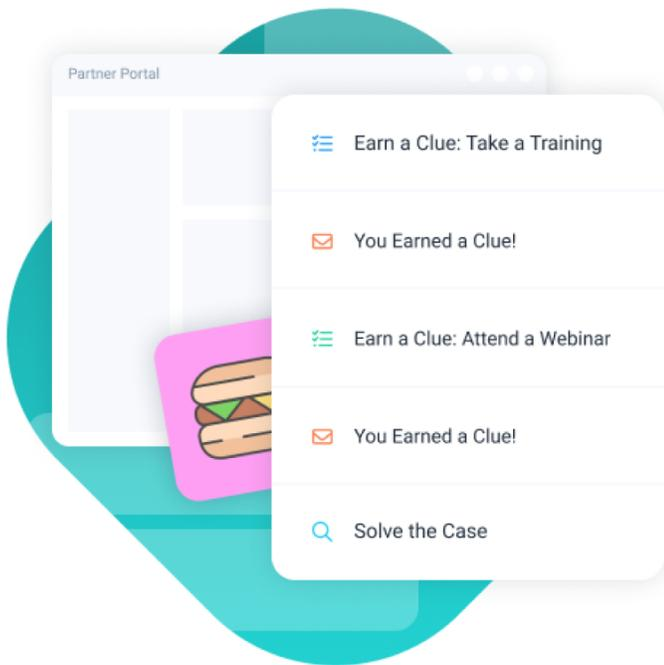 Partner Portal
Earn a Clue: Take a Training
You Earned a Clue!
Earn a Clue: Attend a Webinar
You Earned a Clue!
Solve the Case